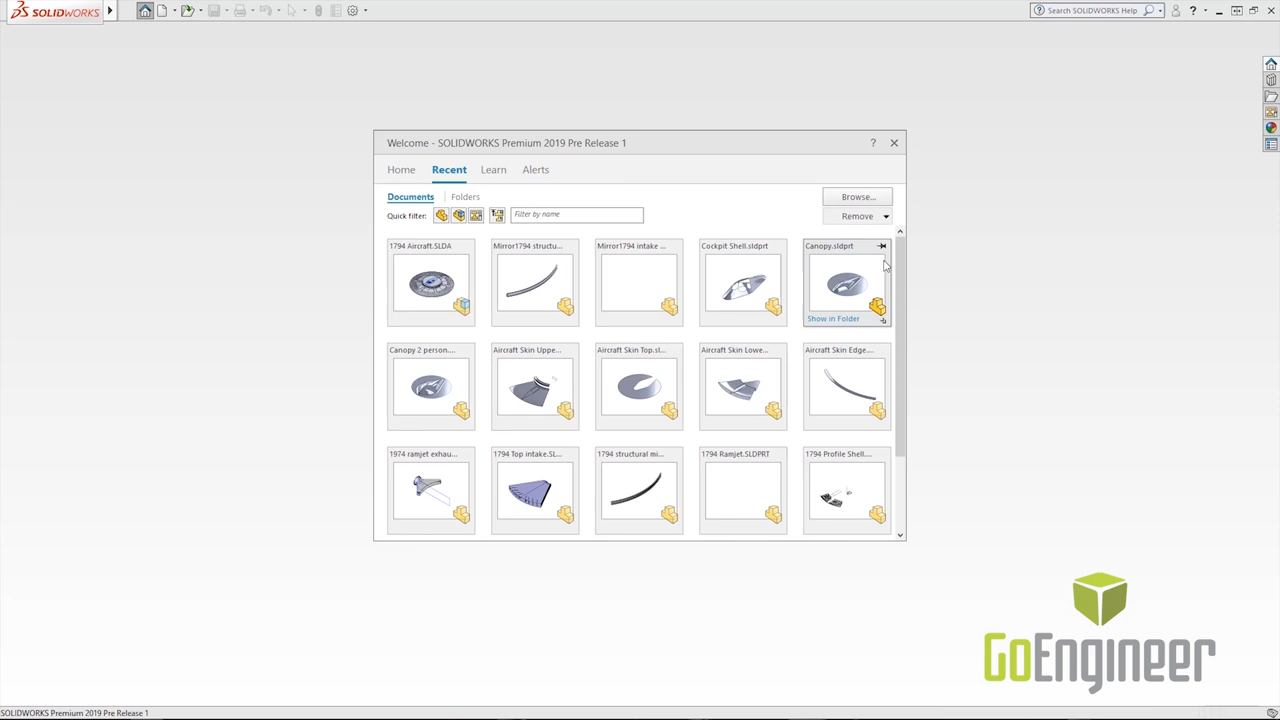 SOLIDWORKS
Search SOLIDWORKS Help
Welcome - SOLIDWORKS Premium 2019 Pre Release 1
Home Recent Learn Alerts
Documents Folders
Browse...
Quick filter: Filter by name
Remove
1794 Aircraft.SLDA
Mirror1794 structu...
Mirror1794 intake ...
Cockpit Shell.sldprt
Canopy.sldprt
Show in Folder
Canopy 2 person....
Aircraft Skin Uppe...
Aircraft Skin Top.sl...
Aircraft Skin Lowe...
Aircraft Skin Edge....
1974 ramjet exhau...
1794 Top intake.SL...
1794 structural mi...
1794 Ramjet.SLDPRT
1794 Profile Shell....
GoEngineer
SOLIDWORKS Premium 2019 Pre Release 1